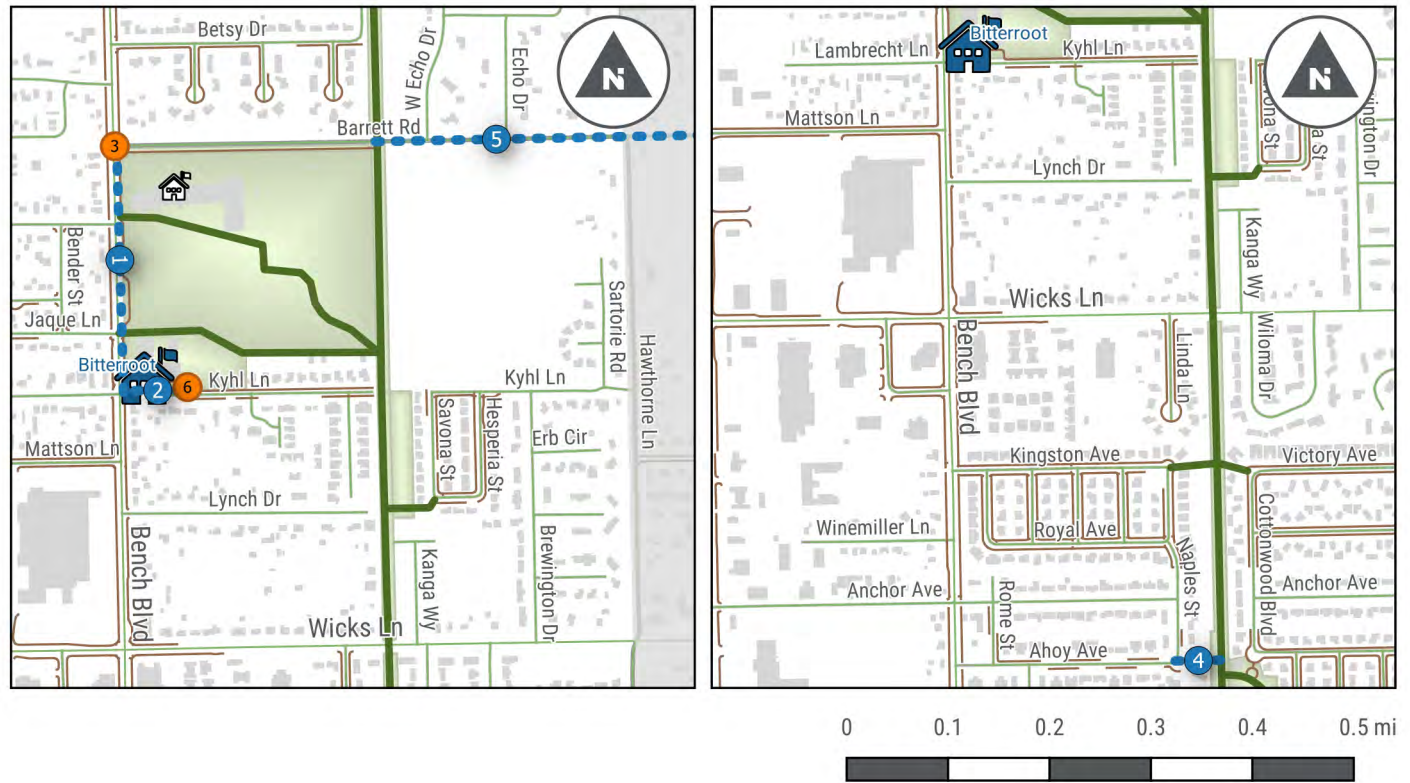 Betsy Dr
W Echo Dr
Echo Dr
N
Barrett Rd
3
5
Bender St
1
Jaque Ln
Sartorie Rd
Hawthorne Ln
Bitterroot
2
6
Kyhl Ln
Kyhl Ln
Mattson Ln
Savona St
Hesperia St
Erb Cir
Lynch Dr
Bench Blvd
Kanga Wy
Brewington Dr
Wicks Ln
Bitterroot
Lambrecht Ln
Kyhl Ln
N
Mattson Ln
Lynch Dr
Kanga Wy
Wicks Ln
Bench Blvd
Linda Ln
Wiloma Dr
Kingston Ave
Victory Ave
Winemiller Ln
Royal Ave
Naples St
Cottonwood Blvd
Anchor Ave
Rome St
Anchor Ave
Ahoy Ave
4
0 0.1 0.2 0.3 0.4 0.5 mi